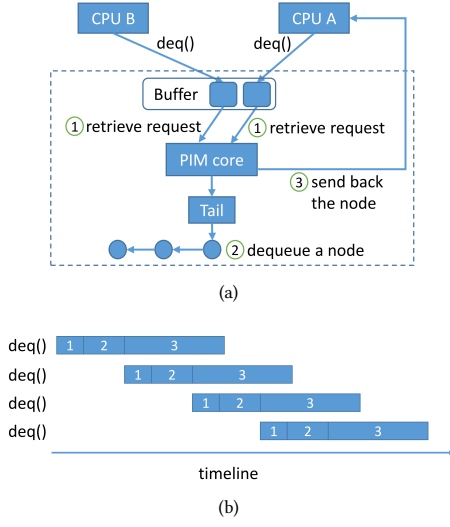 CPU B
CPU A
deq()
deq()
Buffer
1 retrieve request
1 retrieve request
PIM core
3 send back
the node
Tail
2 dequeue a node
(a)
deq() 1 2 3
deq() 1 2 3
deq() 1 2 3
deq() 1 2 3
timeline
(b)